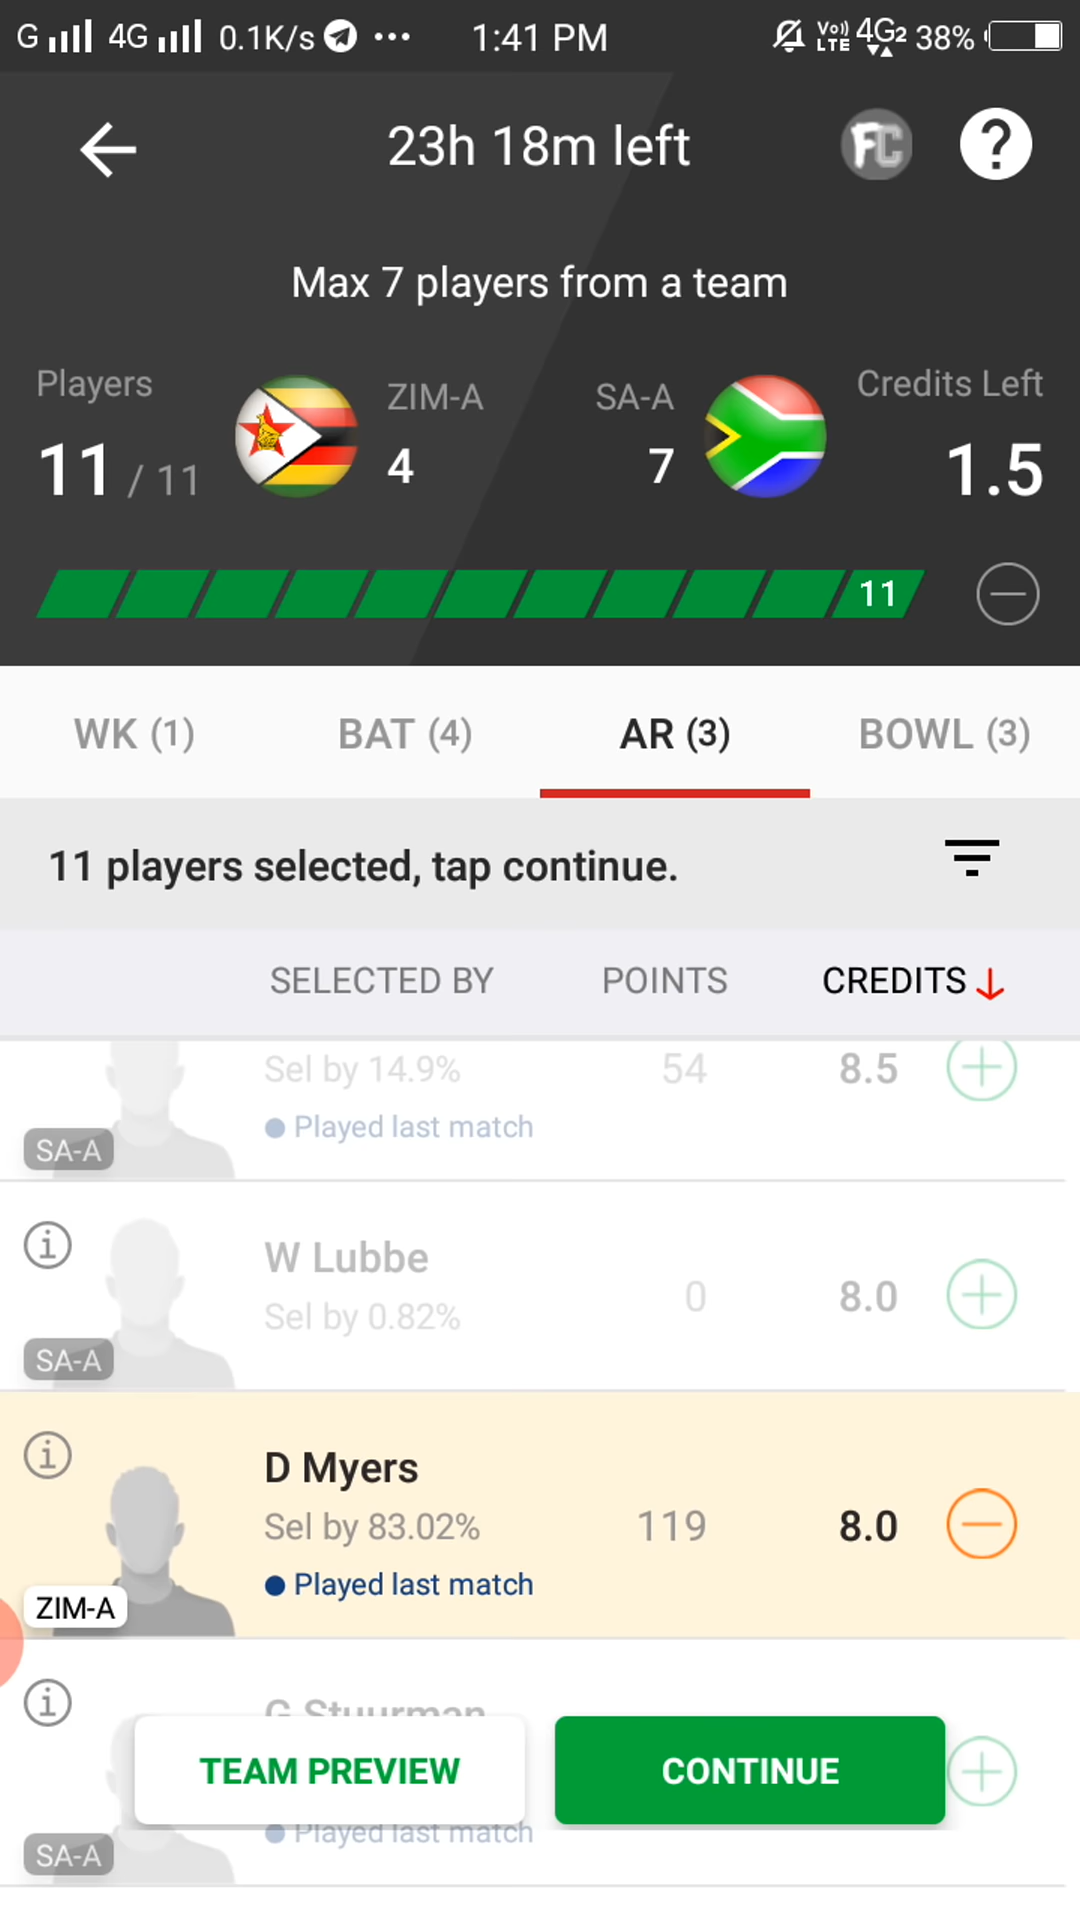 G 4G 0.1K/s ... 1:41 PM Vo)) LTE 4G2 38%
23h 18m left FC ?
Max 7 players from a team
Players ZIM-A SA-A Credits Left
11 / 11 4 7 1.5
11
WK (1) BAT (4) AR (3) BOWL (3)
11 players selected, tap continue.
SELECTED BY POINTS CREDITS
Sel by 14.9% 54 8.5
Played last match
SA-A
W Lubbe
Sel by 0.82% 0 8.0
SA-A
D Myers
Sel by 83.02% 119 8.0
Played last match
ZIM-A
G Stuurman
TEAM PREVIEW CONTINUE
Played last match
SA-A